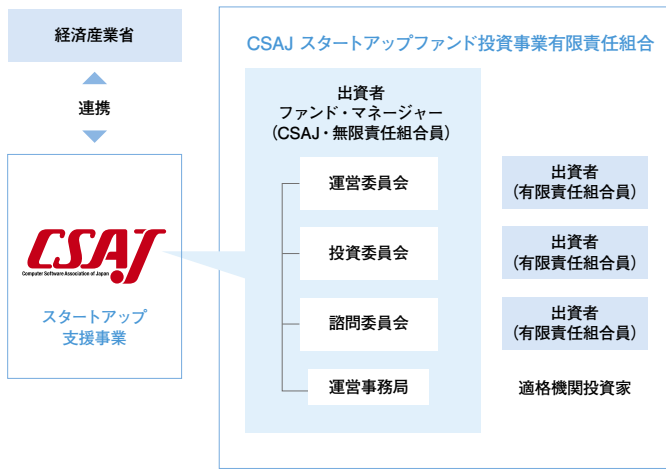 経済産業省
連携
CSAJ
Computer Software Association of Japan
スタートアップ
支援事業
CSAJ スタートアップファンド投資事業有限責任組合
出資者
ファンド・マネージャー
（CSAJ・無限責任組合員）
運営委員会
投資委員会
諮問委員会
運営事務局
出資者
（有限責任組合員）
出資者
（有限責任組合員）
出資者
（有限責任組合員）
適格機関投資家